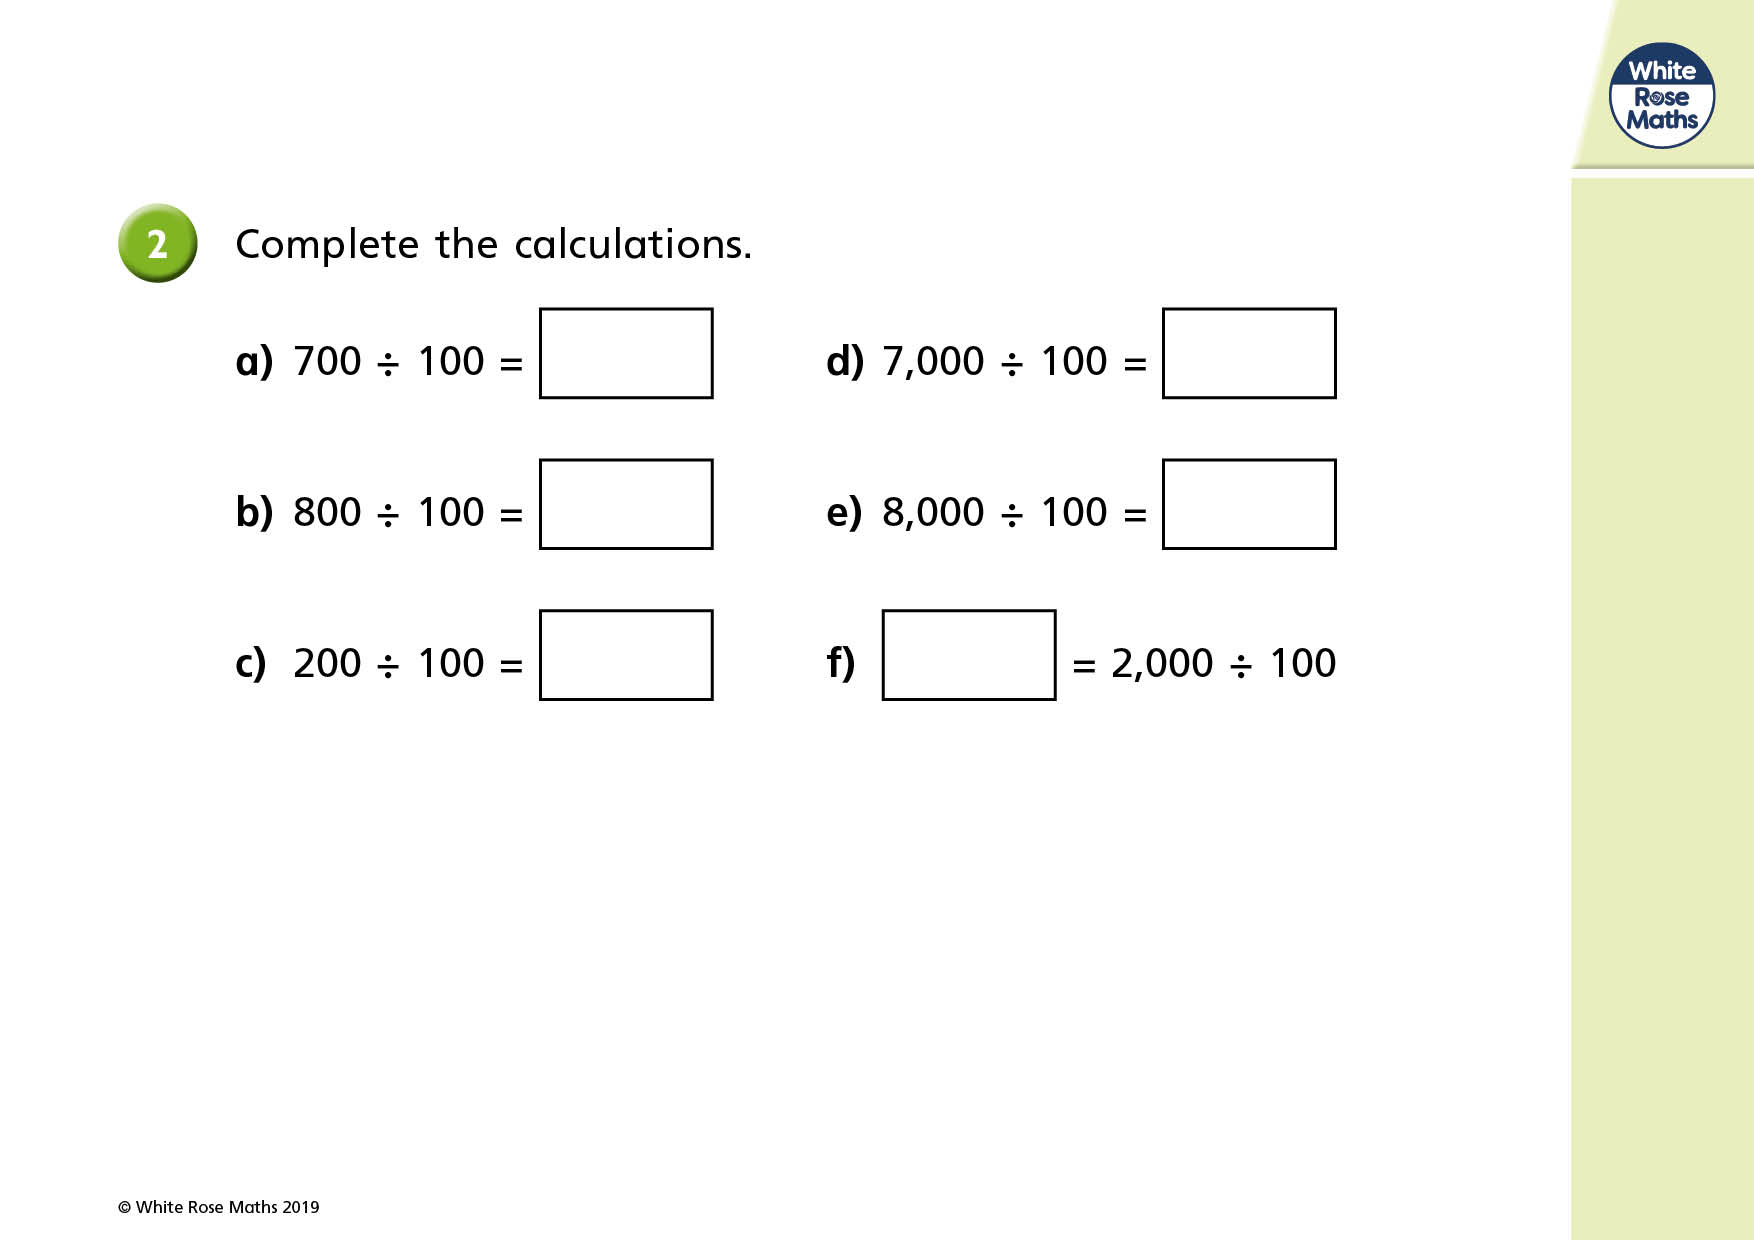 White
Rose
Maths
2 Complete the calculations.
a) 700 ÷ 100 =
d) 7,000 ÷ 100 =
b) 800 ÷ 100 =
e) 8,000 ÷ 100 =
c) 200 ÷ 100 =
f) = 2,000 ÷ 100
© White Rose Maths 2019